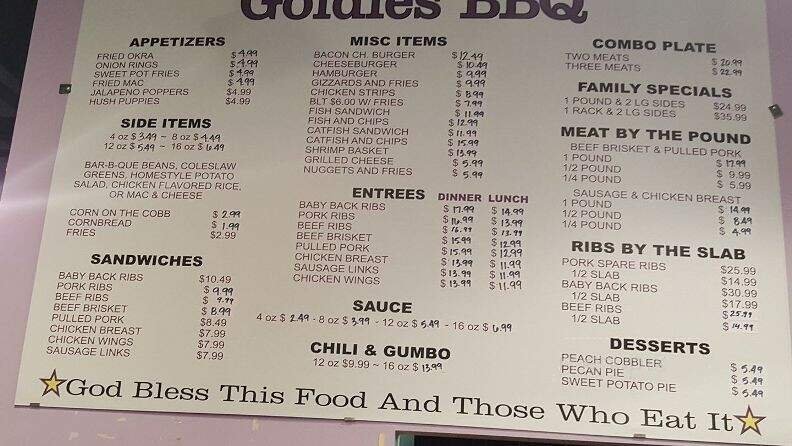 Goldies BBQ
APPETIZERS
FRIED OKRA $4.99
ONION RINGS $4.99
SWEET POT FRIES $4.99
FRIED MAC $4.99
JALAPENO POPPERS $4.99
HUSH PUPPIES $4.99
SIDE ITEMS
4 oz $3.49 ~ 8 oz $4.49
12 oz $5.49 ~ 16 oz $6.49
BAR-B-QUE BEANS, COLESLAW
GREENS, HOMESTYLE POTATO
SALAD, CHICKEN FLAVORED RICE,
OR MAC & CHEESE
CORN ON THE COBB $2.99
CORNBREAD $1.99
FRIES $2.99
SANDWICHES
BABY BACK RIBS $10.49
PORK RIBS $9.99
BEEF RIBS $9.99
BEEF BRISKET $8.99
PULLED PORK $8.49
CHICKEN BREAST $7.99
CHICKEN WINGS $7.99
SAUSAGE LINKS $7.99
MISC ITEMS
BACON CH. BURGER $12.49
CHEESEBURGER $10.49
HAMBURGER $9.99
GIZZARDS AND FRIES $9.99
CHICKEN STRIPS $8.99
BLT $6.00 W/ FRIES $7.99
FISH SANDWICH $11.99
FISH AND CHIPS $12.99
CATFISH SANDWICH $11.99
CATFISH AND CHIPS $15.99
SHRIMP BASKET $13.99
GRILLED CHEESE $5.99
NUGGETS AND FRIES $5.99
ENTREES DINNER LUNCH
BABY BACK RIBS $17.99 $14.99
PORK RIBS $16.99 $13.99
BEEF RIBS $16.99 $13.99
BEEF BRISKET $15.99 $12.99
PULLED PORK $15.99 $12.99
CHICKEN BREAST $13.99 $11.99
SAUSAGE LINKS $13.99 $11.99
CHICKEN WINGS $13.99 $11.99
SAUCE
4 oz $2.49 - 8 oz $3.99 - 12 oz $5.49 - 16 oz $6.99
CHILI & GUMBO
12 oz $9.99 ~ 16 oz $13.99
COMBO PLATE
TWO MEATS $20.99
THREE MEATS $22.99
FAMILY SPECIALS
1 POUND & 2 LG SIDES $24.99
1 RACK & 2 LG SIDES $35.99
MEAT BY THE POUND
BEEF BRISKET & PULLED PORK
1 POUND $17.99
1/2 POUND $9.99
1/4 POUND $5.99
SAUSAGE & CHICKEN BREAST
1 POUND $14.99
1/2 POUND $8.49
1/4 POUND $4.99
RIBS BY THE SLAB
PORK SPARE RIBS $25.99
1/2 SLAB $14.99
BABY BACK RIBS $30.99
1/2 SLAB $17.99
BEEF RIBS $25.99
1/2 SLAB $14.99
DESSERTS
PEACH COBBLER $5.49
PECAN PIE $5.49
SWEET POTATO PIE $5.49
God Bless This Food And Those Who Eat It